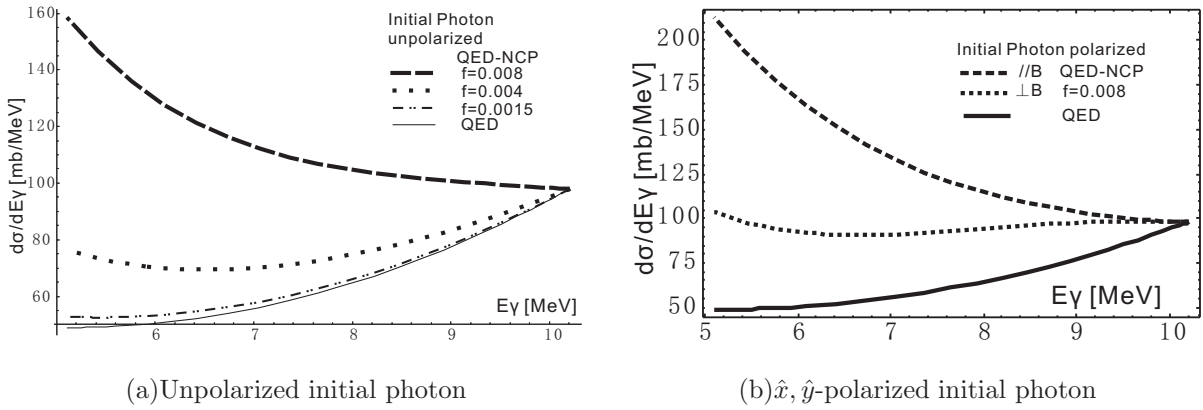 160
140
120
100
80
60
dσ/dEγ [mb/MeV]
Initial Photon
unpolarized
QED-NCP
f=0.008
f=0.004
f=0.0015
QED
Eγ [MeV]
6 7 8 9 10
(a)Unpolarized initial photon
200
175
150
125
100
75
50
dσ/dEγ [mb/MeV]
Initial Photon polarized
//B QED-NCP
⊥B f=0.008
QED
Eγ [MeV]
5 6 7 8 9 10
(b)x̂, ŷ-polarized initial photon